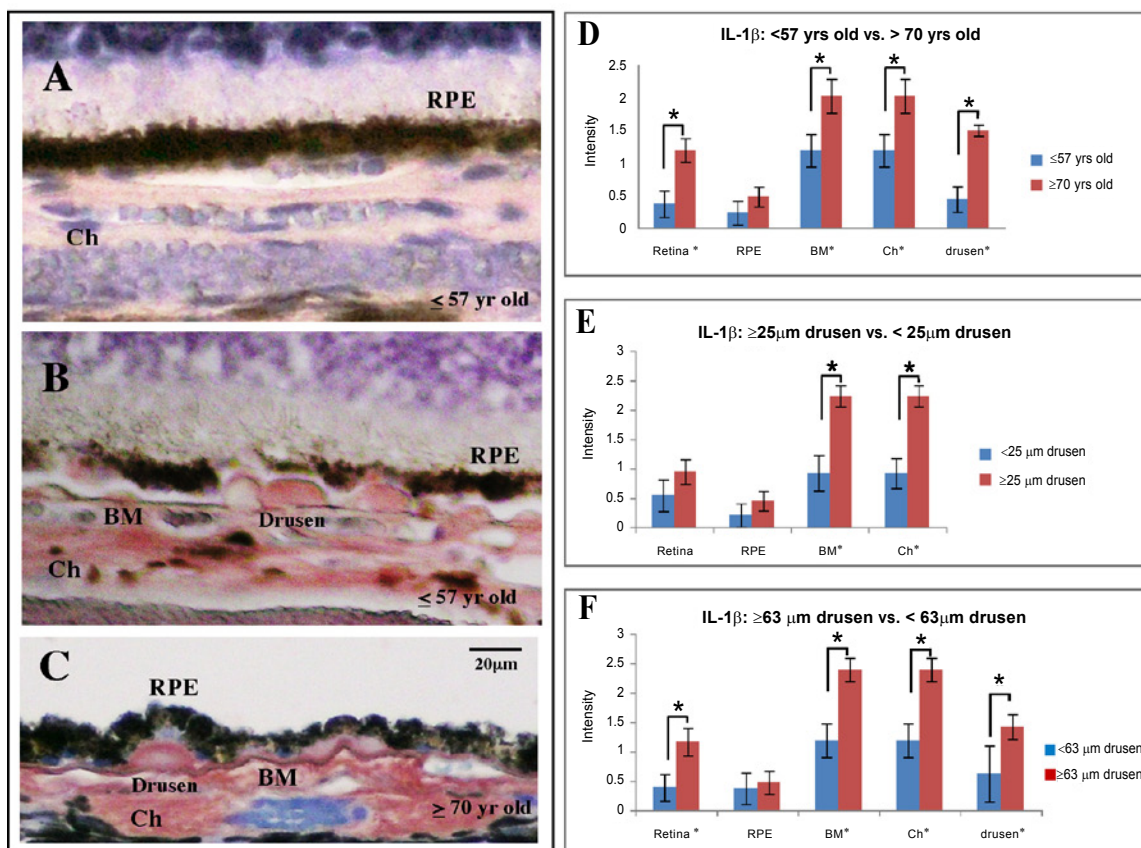 A
RPE
Ch
≤ 57 yr old
B
RPE
BM
Drusen
Ch
≤ 57 yr old
C
20μm
RPE
Drusen
BM
Ch
≥ 70 yr old
D
IL-1β: <57 yrs old vs. > 70 yrs old
2.5
2
1.5
1
0.5
0
Intensity
* * * *
Retina * RPE BM* Ch* drusen*
≤57 yrs old
≥70 yrs old
E
IL-1β: ≥25μm drusen vs. < 25μm drusen
3
2.5
2
1.5
1
0.5
0
Intensity
* *
Retina RPE BM* Ch*
<25 μm drusen
≥25 μm drusen
F
IL-1β: ≥63 μm drusen vs. < 63μm drusen
3
2.5
2
1.5
1
0.5
0
Intensity
* * * *
Retina * RPE BM* Ch* drusen*
<63 μm drusen
≥63 μm drusen